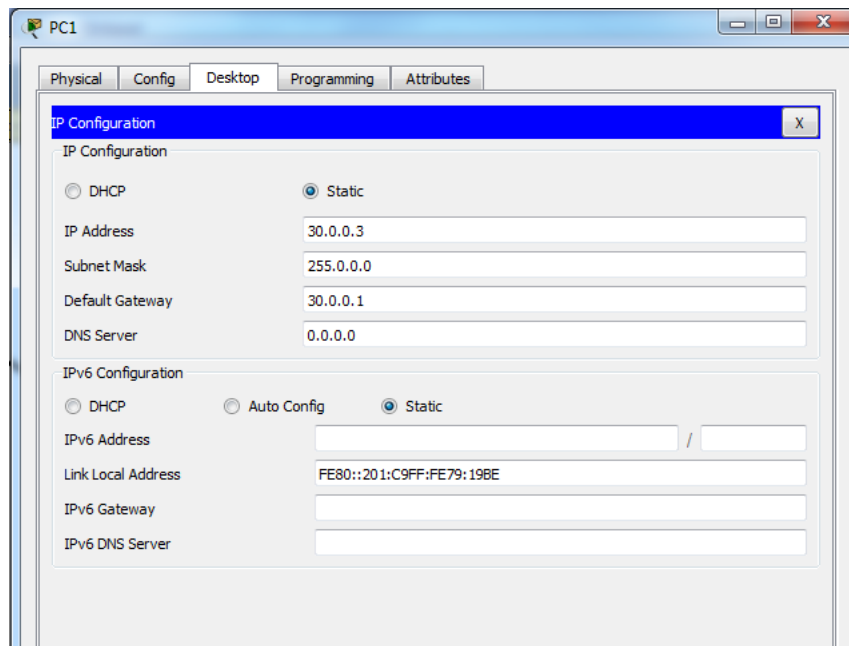 PC1
Physical Config Desktop Programming Attributes
IP Configuration X
IP Configuration
DHCP Static
IP Address 30.0.0.3
Subnet Mask 255.0.0.0
Default Gateway 30.0.0.1
DNS Server 0.0.0.0
IPv6 Configuration
DHCP Auto Config Static
IPv6 Address /
Link Local Address FE80::201:C9FF:FE79:19BE
IPv6 Gateway
IPv6 DNS Server